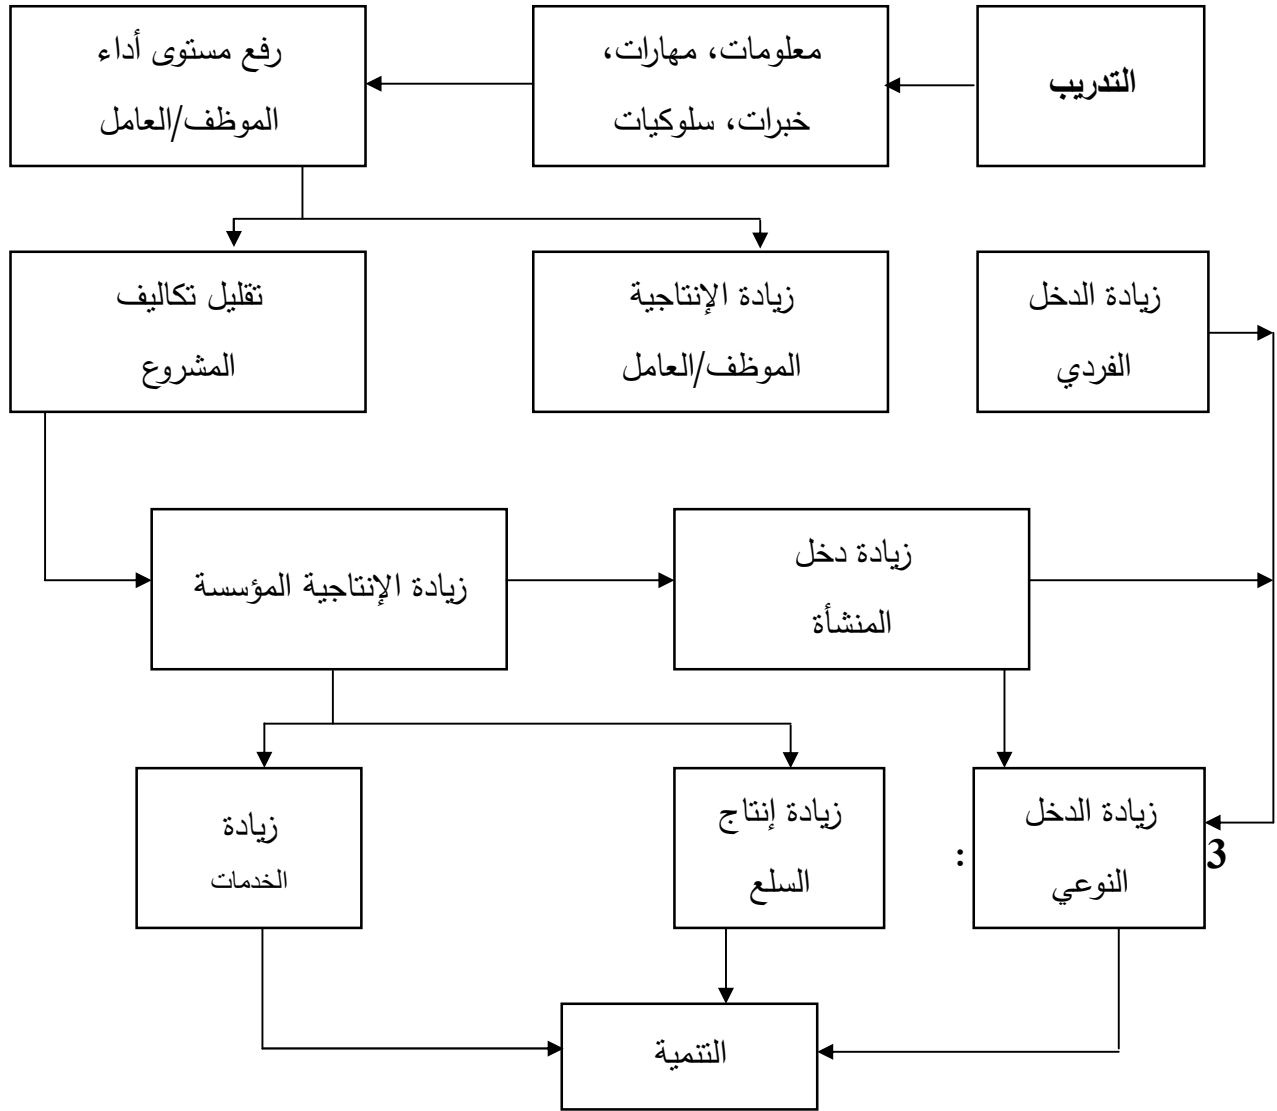 التدريب
معلومات، مهارات،
خبرات، سلوكيات
رفع مستوى أداء
الموظف/العامل
زيادة الدخل
الفردي
زيادة الإنتاجية
الموظف/العامل
تقليل تكاليف
المشروع
زيادة دخل
المنشأة
زيادة الإنتاجية المؤسسة
زيادة الدخل
النوعي
3
:
زيادة إنتاج
السلع
زيادة
الخدمات
التنمية